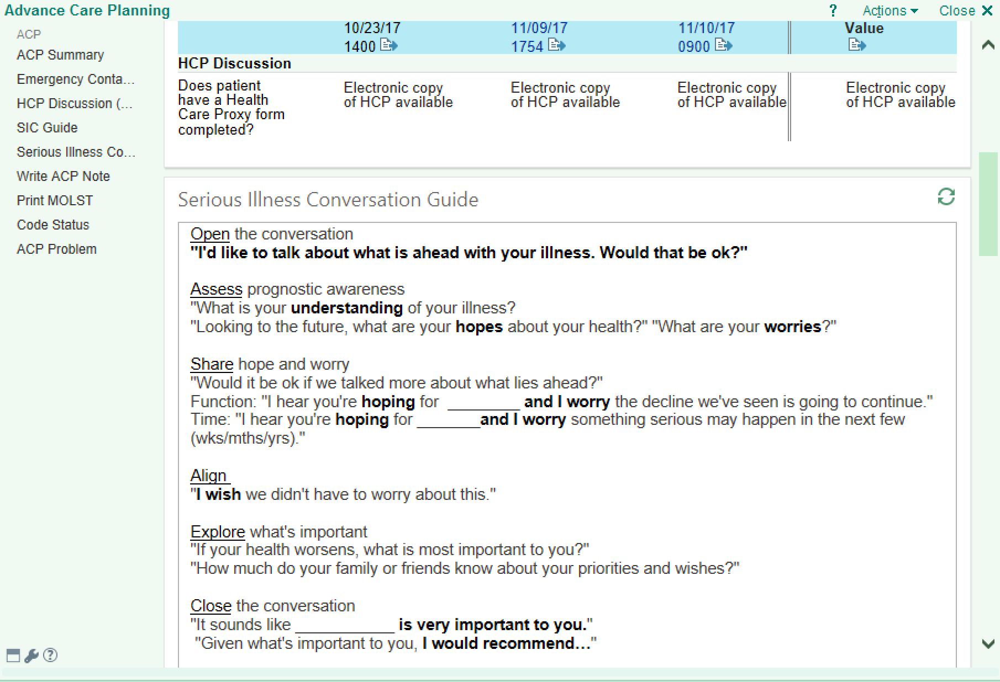 Advance Care Planning
? Actions Close X
ACP
ACP Summary
Emergency Conta...
HCP Discussion (...
SIC Guide
Serious Illness Co...
Write ACP Note
Print MOLST
Code Status
ACP Problem
10/23/17 11/09/17 11/10/17 Value
1400 1754 0900
HCP Discussion
Does patient
have a Health
Care Proxy form
completed?
Electronic copy
of HCP available
Electronic copy
of HCP available
Electronic copy
of HCP available
Electronic copy
of HCP available
Serious Illness Conversation Guide
Open the conversation
"I'd like to talk about what is ahead with your illness. Would that be ok?"
Assess prognostic awareness
"What is your understanding of your illness?
"Looking to the future, what are your hopes about your health?" "What are your worries?"
Share hope and worry
"Would it be ok if we talked more about what lies ahead?"
Function: "I hear you're hoping for ________ and I worry the decline we've seen is going to continue."
Time: "I hear you're hoping for _______and I worry something serious may happen in the next few
(wks/mths/yrs)."
Align
"I wish we didn't have to worry about this."
Explore what's important
"If your health worsens, what is most important to you?"
"How much do your family or friends know about your priorities and wishes?"
Close the conversation
"It sounds like ___________ is very important to you."
"Given what's important to you, I would recommend..."
?